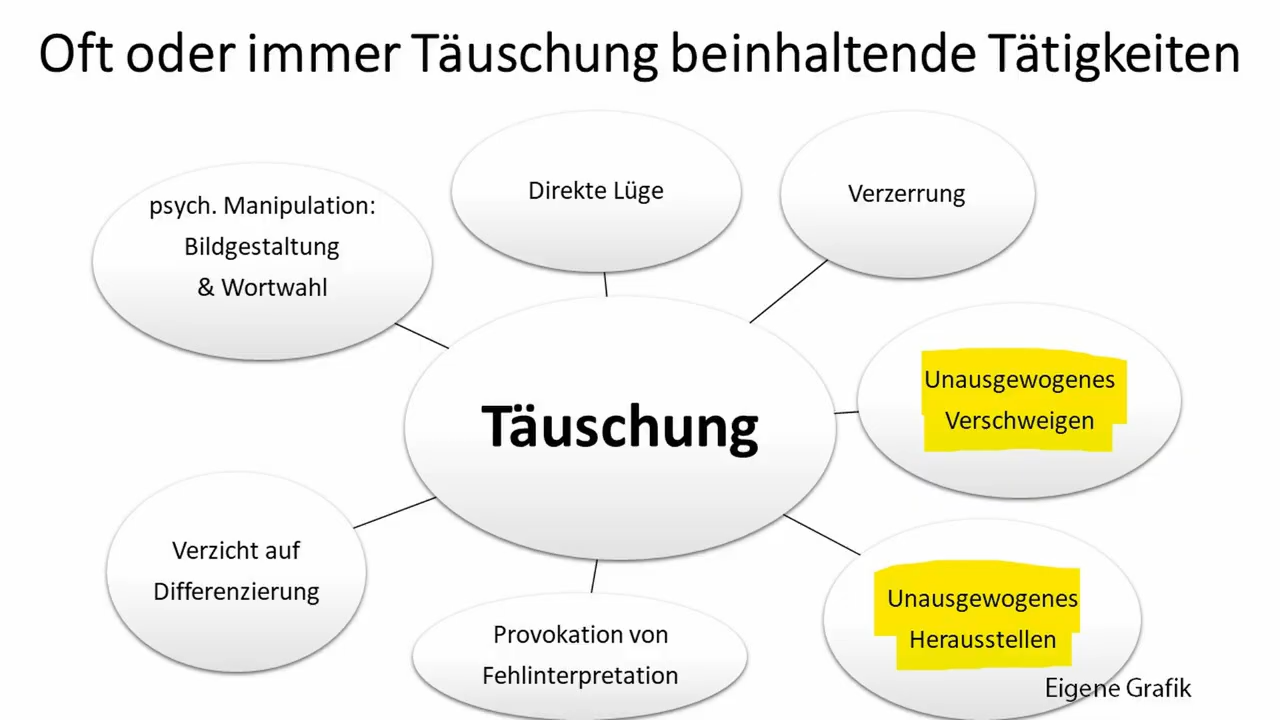 Oft oder immer Täuschung beinhaltende Tätigkeiten
psych. Manipulation:
Bildgestaltung
& Wortwahl
Direkte Lüge
Verzerrung
Unausgewogenes
Verschweigen
Täuschung
Verzicht auf
Differenzierung
Provokation von
Fehlinterpretation
Unausgewogenes
Herausstellen
Eigene Grafik